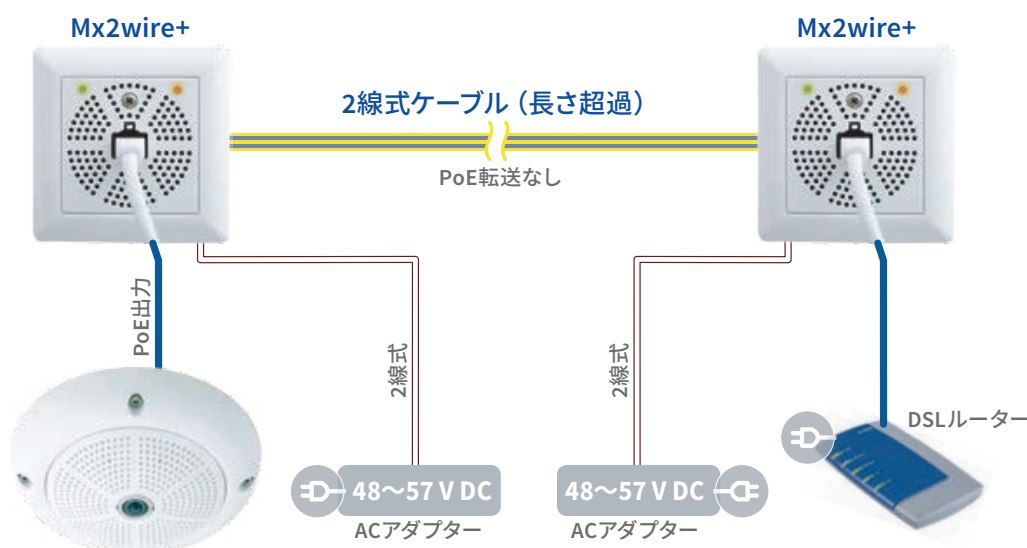 Mx2wire+
Mx2wire+
2線式ケーブル（長さ超過）
PoE転送なし
PoE出力
2線式
2線式
DSLルーター
48～57 V DC
48～57 V DC
ACアダプター
ACアダプター